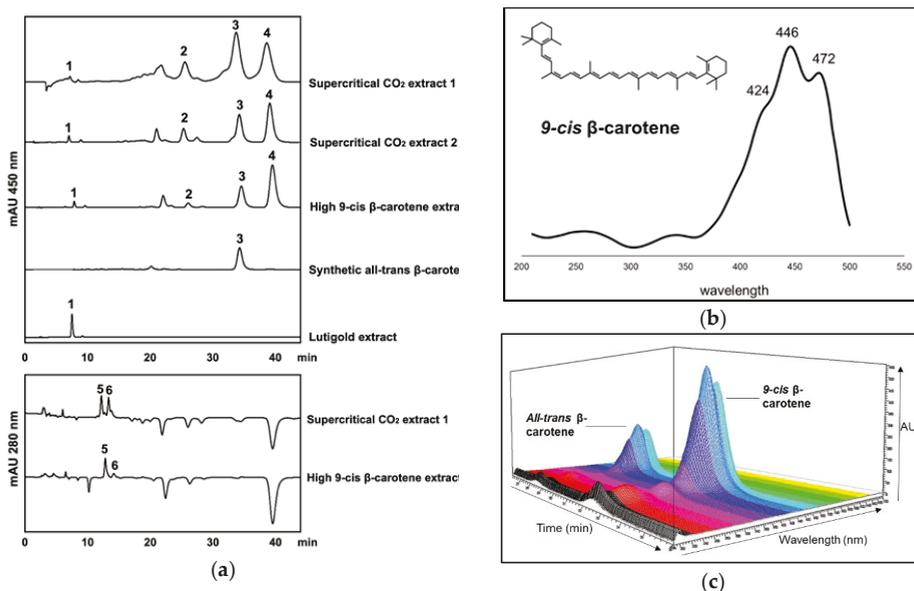 mAU 450 nm
1
2
3
4
Supercritical CO₂ extract 1
1
2
3
4
Supercritical CO₂ extract 2
1
2
3
4
High 9-cis β-carotene extra
3
Synthetic all-trans β-carote
1
Lutigold extract
0 10 20 30 40 min
mAU 280 nm
5 6
Supercritical CO₂ extract 1
5
6
High 9-cis β-carotene extract
0 10 20 30 40 min
(a)
424
446
472
9-cis β-carotene
200 250 300 350 400 450 500 550
wavelength
(b)
All-trans β-
carotene
9-cis β-
carotene
AU
Time (min)
Wavelength (nm)
(c)